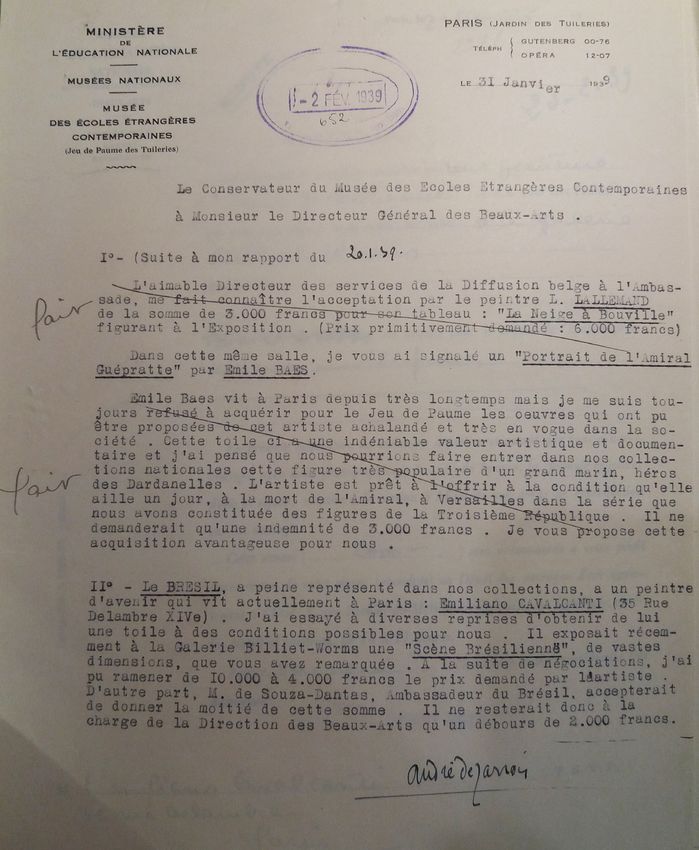 MINISTÈRE
DE
L'ÉDUCATION NATIONALE
MUSÉES NATIONAUX
MUSÉE
DES ÉCOLES ÉTRANGÈRES
CONTEMPORAINES
(Jeu de Paume des Tuileries)
PARIS (JARDIN DES TUILERIES)
TÉLÉPH { GUTENBERG 00-76
OPÉRA 12-07
LE 31 Janvier 1939
-2 FÉV. 1939
652
Le Conservateur du Musée des Ecoles Etrangères Contemporaines
à Monsieur le Directeur Général des Beaux-Arts .
I°- (Suite à mon rapport du 20.1.39.
L'aimable Directeur des services de la Diffusion belge à l'Ambas-
sade, me fait connaître l'acceptation par le peintre L. LALLEMAND
de la somme de 3.000 francs pour son tableau : "La Neige à Bouville"
figurant à l'Exposition . (Prix primitivement demandé : 6.000 francs)
fair
Dans cette même salle, je vous ai signalé un "Portrait de l'Amiral
Guépratte" par Emile BAES.
Emile Baes vit à Paris depuis très longtemps mais je me suis tou-
jours refusé à acquérir pour le Jeu de Paume les oeuvres qui ont pu
être proposées de cet artiste achalandé et très en vogue dans la so-
ciété . Cette toile ci a une indéniable valeur artistique et documen-
taire et j'ai pensé que nous pourrions faire entrer dans nos collec-
tions nationales cette figure très populaire d'un grand marin, héros
des Dardanelles . L'artiste est prêt à l'offrir à la condition qu'elle
aille un jour, à la mort de l'Amiral, à Versailles dans la série que
nous avons constituée des figures de la Troisième République . Il ne
demanderait qu'une indemnité de 3.000 francs . Je vous propose cette
acquisition avantageuse pour nous .
fair
II° - Le BRESIL, a peine représenté dans nos collections, a un peintre
d'avenir qui vit actuellement à Paris : Emiliano CAVALCANTI (35 Rue
Delambre XIVe) . J'ai essayé à diverses reprises d'obtenir de lui
une toile à des conditions possibles pour nous . Il exposait récem-
ment à la Galerie Billiet-Worms une "Scène Brésilienne", de vastes
dimensions, que vous avez remarquée . A la suite de négociations, j'ai
pu ramener de 10.000 à 4.000 francs le prix demandé par l'artiste .
D'autre part, M. de Souza-Dantas, Ambassadeur du Brésil, accepterait
de donner la moitié de cette somme . Il ne resterait donc à la
charge de la Direction des Beaux-Arts qu'un débours de 2.000 francs.
André Dezarrois